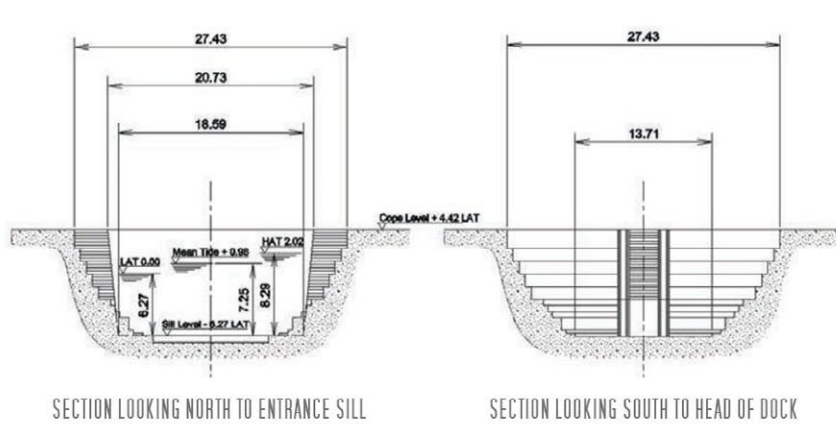 27.43
20.73
18.59
Cope Level + 4.42 LAT
HAT 2.02
Mean Tide + 0.98
LAT 0.00
6.27
7.25
8.29
Sill Level - 6.27 LAT
SECTION LOOKING NORTH TO ENTRANCE SILL
27.43
13.71
SECTION LOOKING SOUTH TO HEAD OF DOCK